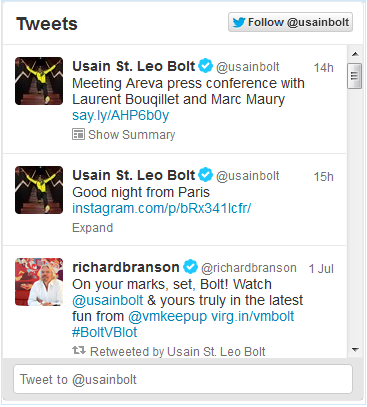 Tweets
Follow @usainbolt
Usain St. Leo Bolt @usainbolt 14h
Meeting Areva press conference with
Laurent Bouqillet and Marc Maury
say.ly/AHP6b0y
Show Summary
Usain St. Leo Bolt @usainbolt 15h
Good night from Paris
instagram.com/p/bRx341lcfr/
Expand
richardbranson @richardbranson 1 Jul
On your marks, set, Bolt! Watch
@usainbolt & yours truly in the latest
fun from @vmkeepup virg.in/vmbolt
#BoltVBlot
Retweeted by Usain St. Leo Bolt
Tweet to @usainbolt